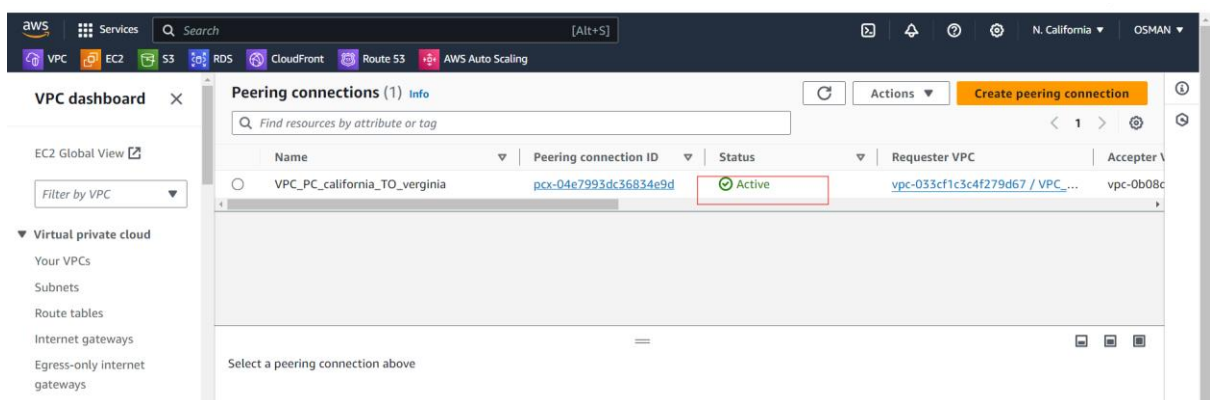 aws Services Search [Alt+S] N. California OSMAN
VPC EC2 S3 RDS CloudFront Route 53 AWS Auto Scaling
VPC dashboard
EC2 Global View
Filter by VPC
Virtual private cloud
Your VPCs
Subnets
Route tables
Internet gateways
Egress-only internet
gateways
Peering connections (1) Info
Actions Create peering connection
Find resources by attribute or tag
1
Name Peering connection ID Status Requester VPC Accepter V
VPC_PC_california_TO_verginia pcx-04e7993dc36834e9d Active vpc-033cf1c3c4f279d67 / VPC_... vpc-0b08c
Select a peering connection above